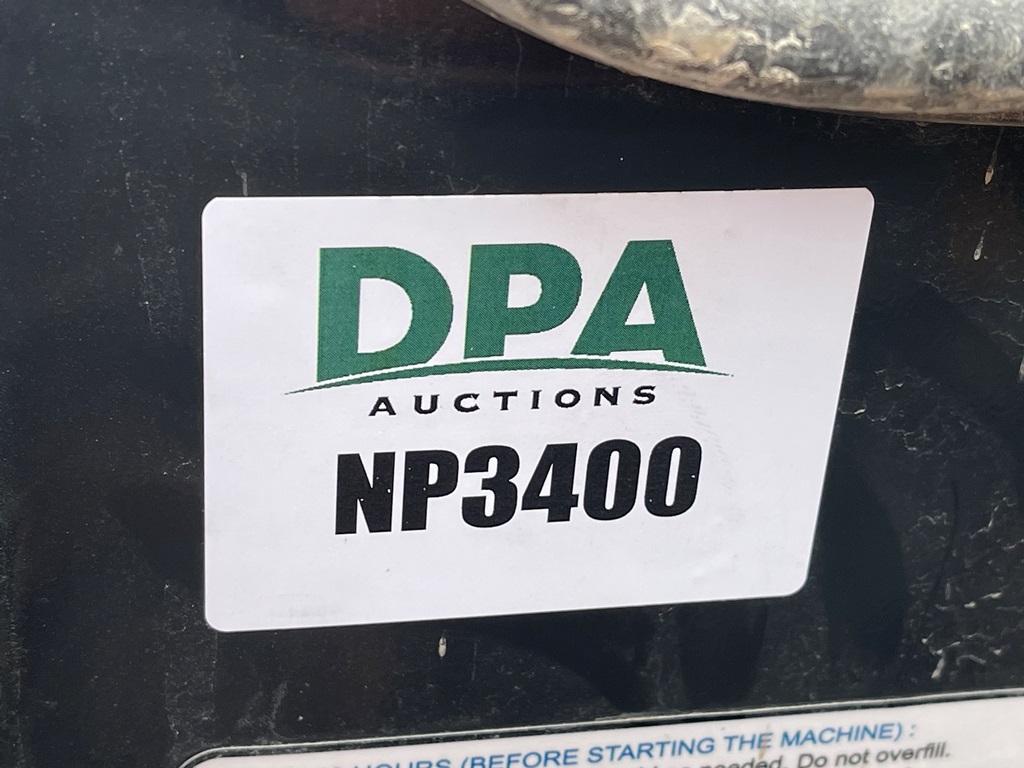 DPA
AUCTIONS
NP3400
HOURS (BEFORE STARTING THE MACHINE) :
needed. Do not overfill.